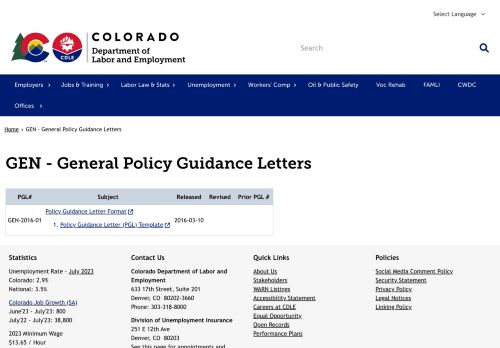 Select Language
COLORADO
Department of
Labor and Employment
CDLE
Search
Employers
Jobs & Training
Labor Law & Stats
Unemployment
Workers' Comp
Oil & Public Safety
Voc Rehab
FAMLI
CWDC
Offices
Home › GEN - General Policy Guidance Letters
GEN - General Policy Guidance Letters
PGL# Subject Released Revised Prior PGL #
Policy Guidance Letter Format
GEN-2016-01 2016-03-10
1. Policy Guidance Letter (PGL) Template
Statistics
Unemployment Rate - July 2023
Colorado: 2.9%
National: 3.5%
Colorado Job Growth (SA)
June'23 - July'23: 800
July'22 - July'23: 38,800
2023 Minimum Wage
$13.65 / Hour
Contact Us
Colorado Department of Labor and
Employment
633 17th Street, Suite 201
Denver, CO 80202-3660
Phone: 303-318-8000
Division of Unemployment Insurance
251 E 12th Ave
Denver, CO 80203
See this page for appointments and
Quick Links
About Us
Stakeholders
WARN Listings
Accessibility Statement
Careers at CDLE
Equal Opportunity
Open Records
Performance Plans
Policies
Social Media Comment Policy
Security Statement
Privacy Policy
Legal Notices
Linking Policy